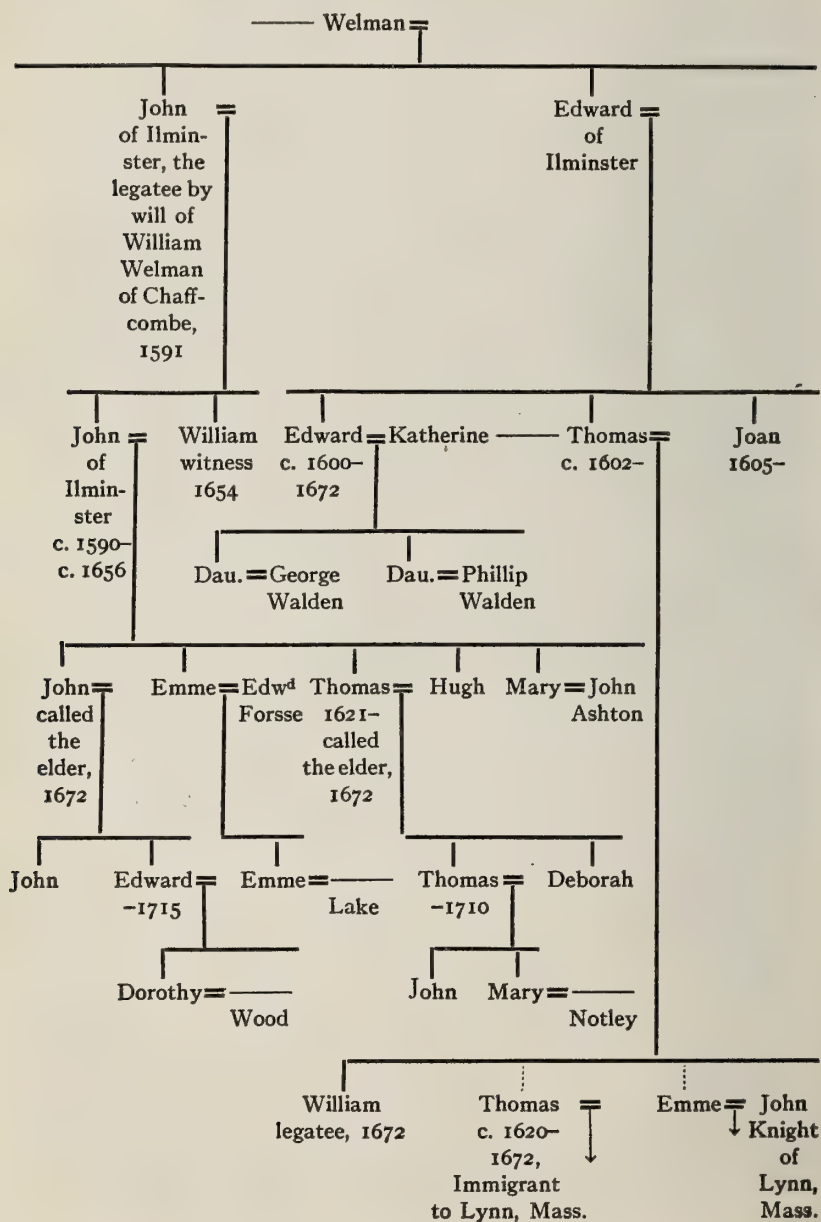 —— Welman =
John =
of Ilmin-
ster, the
legatee by
will of
William
Welman
of Chaff-
combe,
1591
Edward =
of
Ilminster
John =
of
Ilmin-
ster
c. 1590–
c. 1656
William
witness
1654
Edward = Katherine ——
c. 1600–
1672
Thomas =
c. 1602–
Joan
1605–
Dau. = George
Walden
Dau. = Phillip
Walden
John =
called
the
elder,
1672
Emme = Edwᵈ
Forsse
Thomas =
1621–
called
the elder,
1672
Hugh
Mary = John
Ashton
John
Edward =
–1715
Emme = ——
Lake
Thomas =
–1710
Deborah
Dorothy = ——
Wood
John
Mary = ——
Notley
William
legatee, 1672
Thomas =
c. 1620–
1672,
Immigrant
to Lynn, Mass.
Emme = John
Knight
of
Lynn,
Mass.